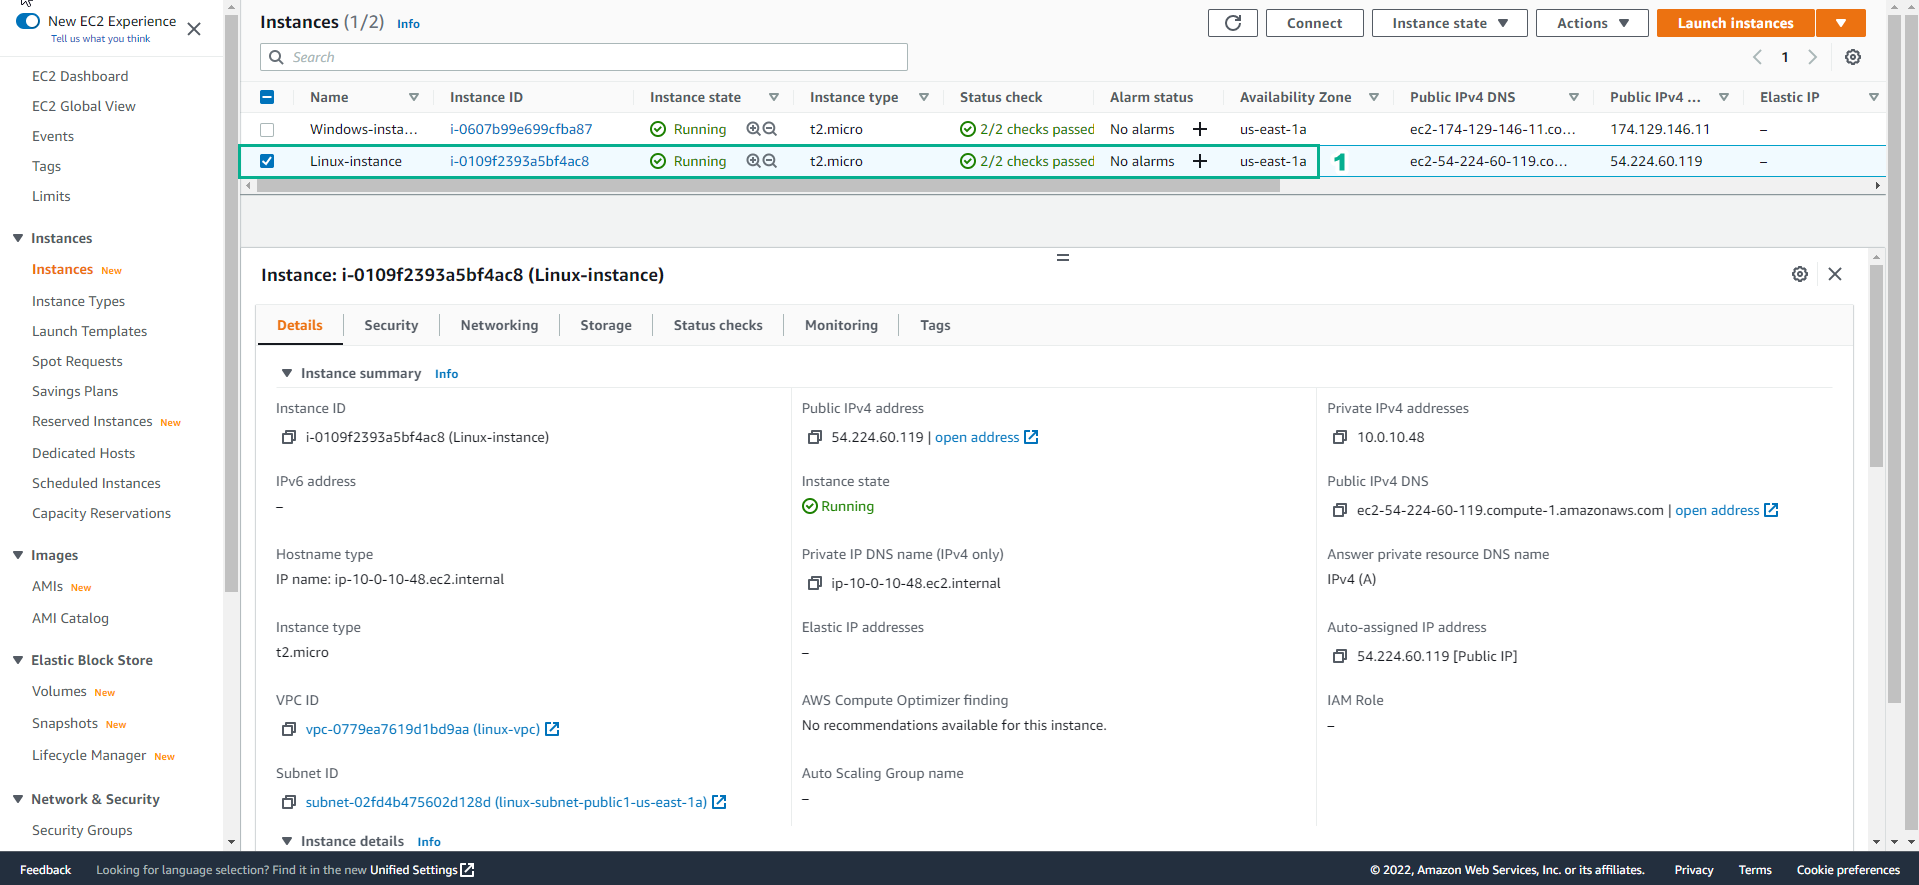 New EC2 Experience
Tell us what you think
EC2 Dashboard
EC2 Global View
Events
Tags
Limits
Instances
Instances New
Instance Types
Launch Templates
Spot Requests
Savings Plans
Reserved Instances New
Dedicated Hosts
Scheduled Instances
Capacity Reservations
Images
AMIs New
AMI Catalog
Elastic Block Store
Volumes New
Snapshots New
Lifecycle Manager New
Network & Security
Security Groups
Instances (1/2) Info
Connect Instance state Actions Launch instances
Search
1
Name Instance ID Instance state Instance type Status check Alarm status Availability Zone Public IPv4 DNS Public IPv4 ... Elastic IP
Windows-insta... i-0607b99e699cfba87 Running t2.micro 2/2 checks passed No alarms + us-east-1a ec2-174-129-146-11.co... 174.129.146.11 –
Linux-instance i-0109f2393a5bf4ac8 Running t2.micro 2/2 checks passed No alarms + us-east-1a 1 ec2-54-224-60-119.co... 54.224.60.119 –
Instance: i-0109f2393a5bf4ac8 (Linux-instance)
Details Security Networking Storage Status checks Monitoring Tags
Instance summary Info
Instance ID
i-0109f2393a5bf4ac8 (Linux-instance)
Public IPv4 address
54.224.60.119 | open address
Private IPv4 addresses
10.0.10.48
IPv6 address
–
Instance state
Running
Public IPv4 DNS
ec2-54-224-60-119.compute-1.amazonaws.com | open address
Hostname type
IP name: ip-10-0-10-48.ec2.internal
Private IP DNS name (IPv4 only)
ip-10-0-10-48.ec2.internal
Answer private resource DNS name
IPv4 (A)
Instance type
t2.micro
Elastic IP addresses
–
Auto-assigned IP address
54.224.60.119 [Public IP]
VPC ID
vpc-0779ea7619d1bd9aa (linux-vpc)
AWS Compute Optimizer finding
No recommendations available for this instance.
IAM Role
–
Subnet ID
subnet-02fd4b475602d128d (linux-subnet-public1-us-east-1a)
Auto Scaling Group name
–
Instance details Info
Feedback Looking for language selection? Find it in the new Unified Settings © 2022, Amazon Web Services, Inc. or its affiliates. Privacy Terms Cookie preferences